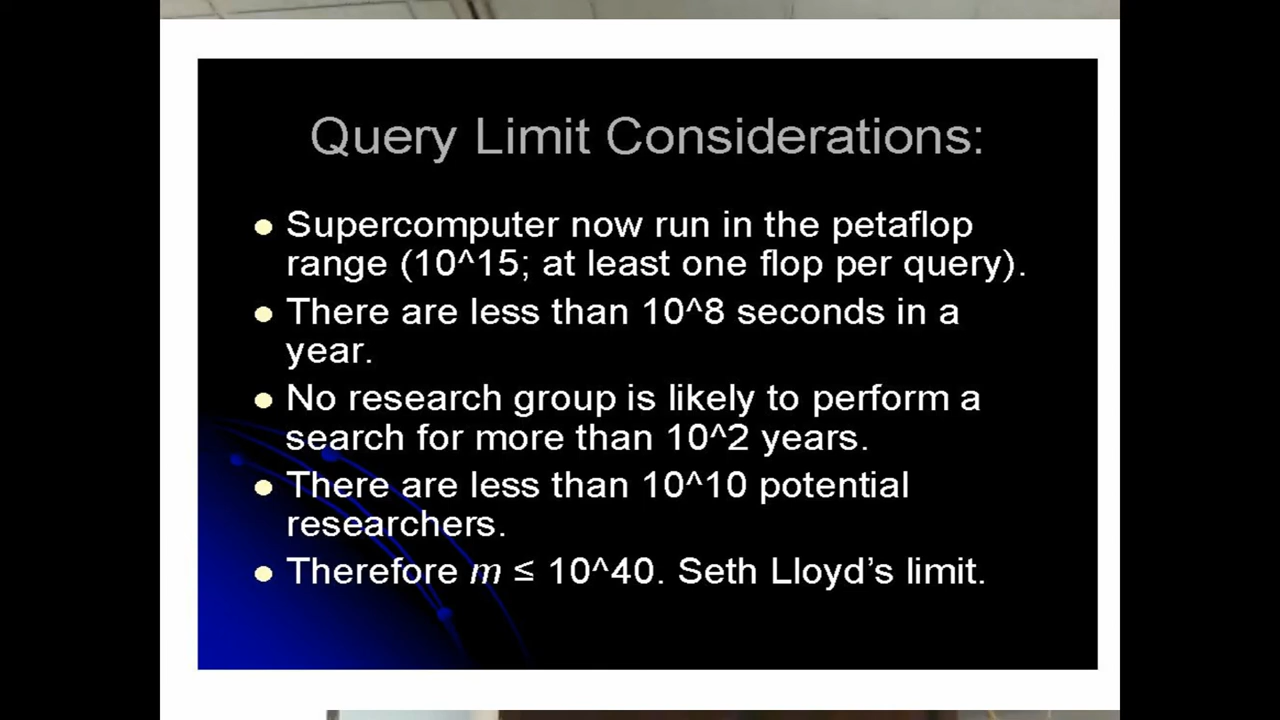 Query Limit Considerations:
Supercomputer now run in the petaflop
range (10^15; at least one flop per query).
There are less than 10^8 seconds in a
year.
No research group is likely to perform a
search for more than 10^2 years.
There are less than 10^10 potential
researchers.
Therefore m ≤ 10^40. Seth Lloyd's limit.